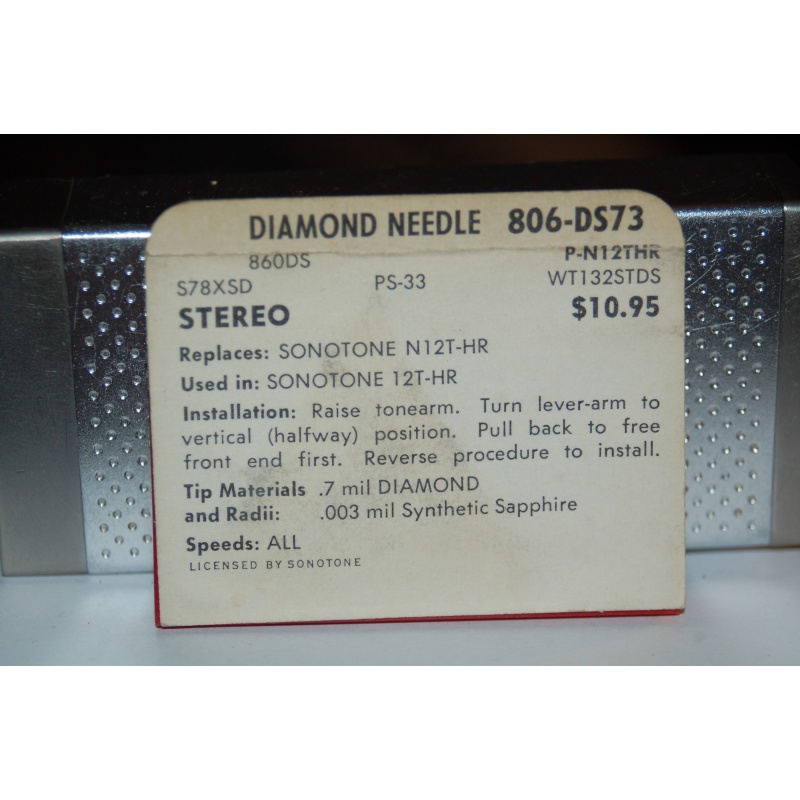 DIAMOND NEEDLE 806-DS73
860DS P-N12THR
S78XSD PS-33 WT132STDS
STEREO $10.95
Replaces: SONOTONE N12T-HR
Used in: SONOTONE 12T-HR
Installation: Raise tonearm. Turn lever-arm to
vertical (halfway) position. Pull back to free
front end first. Reverse procedure to install.
Tip Materials .7 mil DIAMOND
and Radii: .003 mil Synthetic Sapphire
Speeds: ALL
LICENSED BY SONOTONE